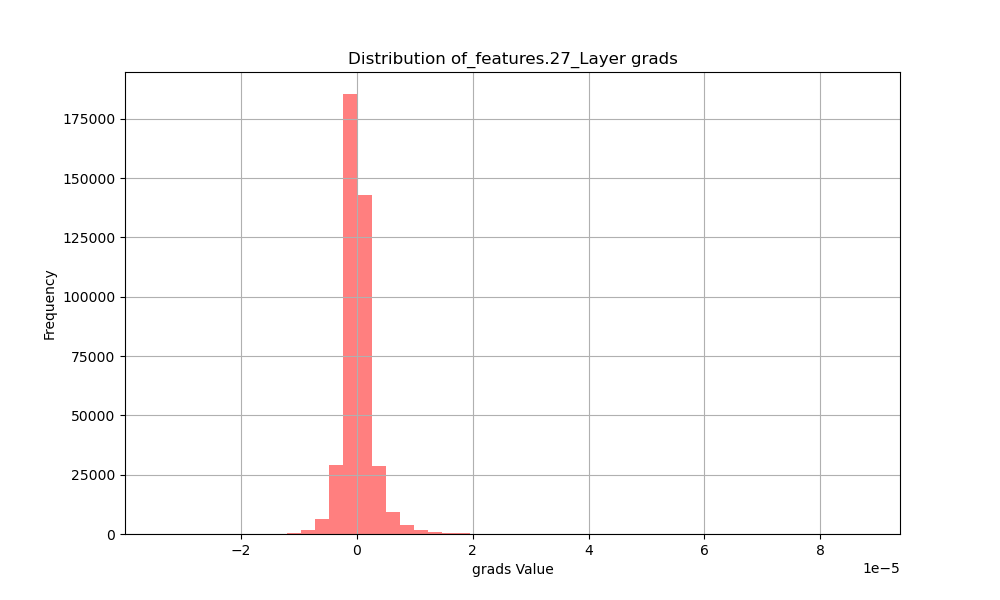 Distribution of_features.27_Layer grads
Frequency
175000
150000
125000
100000
75000
50000
25000
0
−2 0 2 4 6 8
1e−5
grads Value